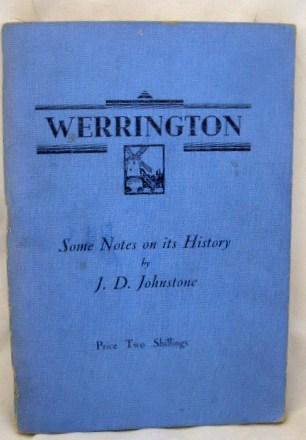 WERRINGTON
Some Notes on its History
by
J. D. Johnstone
Price Two Shillings